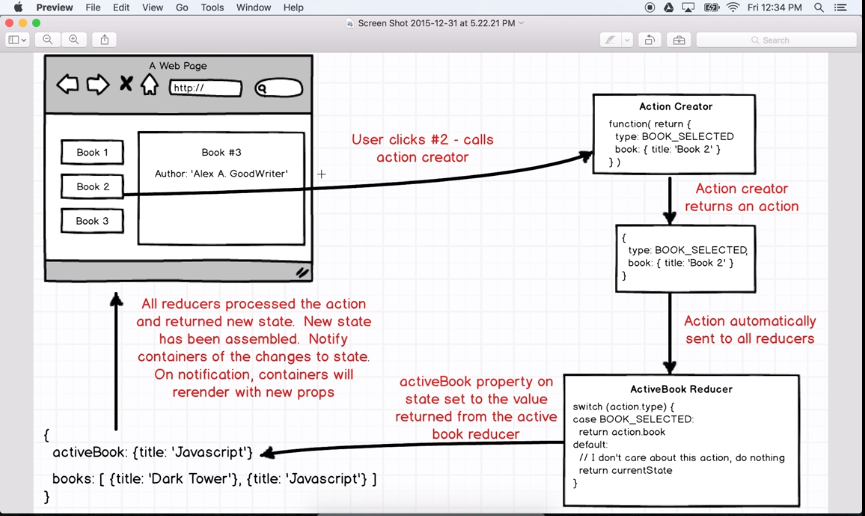 Preview File Edit View Go Tools Window Help
Fri 12:34 PM
Screen Shot 2015-12-31 at 5.22.21 PM
Search
A Web Page
http://
Book 1
Book 2
Book 3
Book #3
Author: 'Alex A. GoodWriter'
User clicks #2 - calls
action creator
Action Creator
function( return {
type: BOOK_SELECTED
book: { title: 'Book 2' }
} )
Action creator
returns an action
{
type: BOOK_SELECTED,
book: { title: 'Book 2' }
}
Action automatically
sent to all reducers
ActiveBook Reducer
switch (action.type) {
case BOOK_SELECTED:
return action.book
default:
// I don't care about this action, do nothing
return currentState
}
activeBook property on
state set to the value
returned from the active
book reducer
{
activeBook: {title: 'Javascript'}
books: [ {title: 'Dark Tower'}, {title: 'Javascript'} ]
}
All reducers processed the action
and returned new state. New state
has been assembled. Notify
containers of the changes to state.
On notification, containers will
rerender with new props